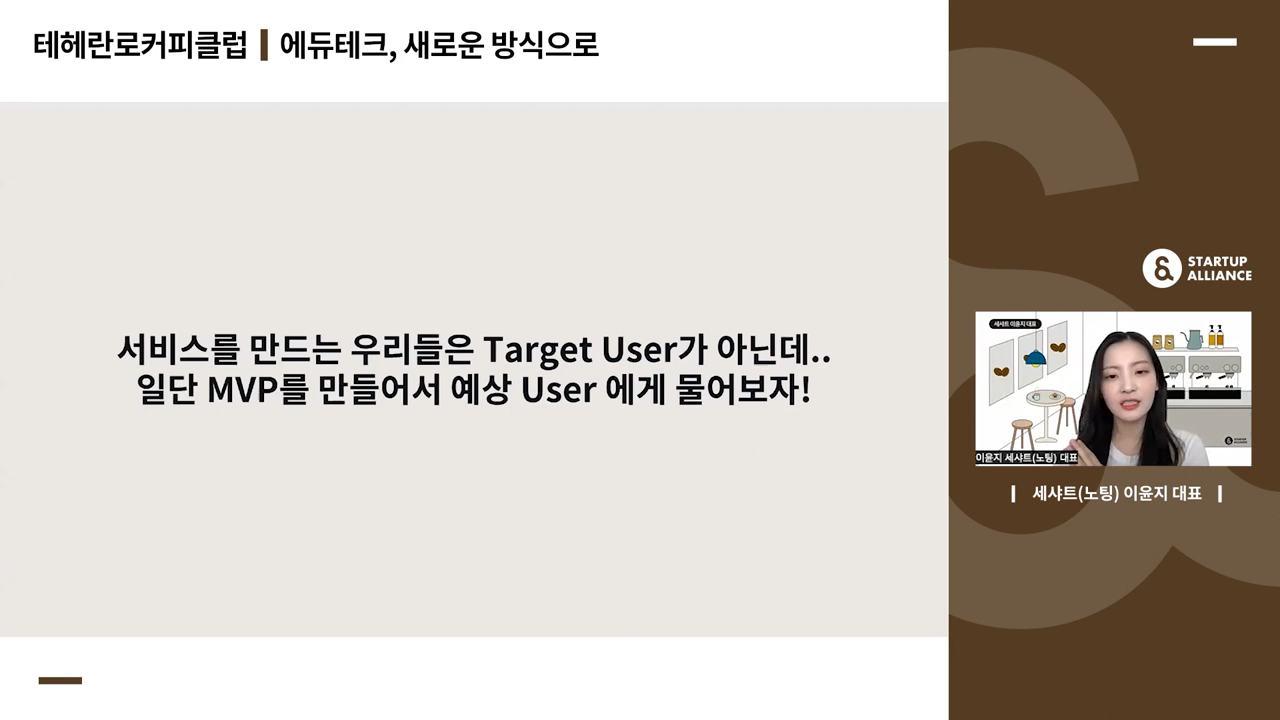 테헤란로커피클럽 | 에듀테크, 새로운 방식으로
서비스를 만드는 우리들은 Target User가 아닌데..
일단 MVP를 만들어서 예상 User 에게 물어보자!
STARTUP
ALLIANCE
세샤트 이윤지 대표
STARTUP
ALLIANCE
이윤지 세샤트(노팅) 대표
| 세샤트(노팅) 이윤지 대표 |